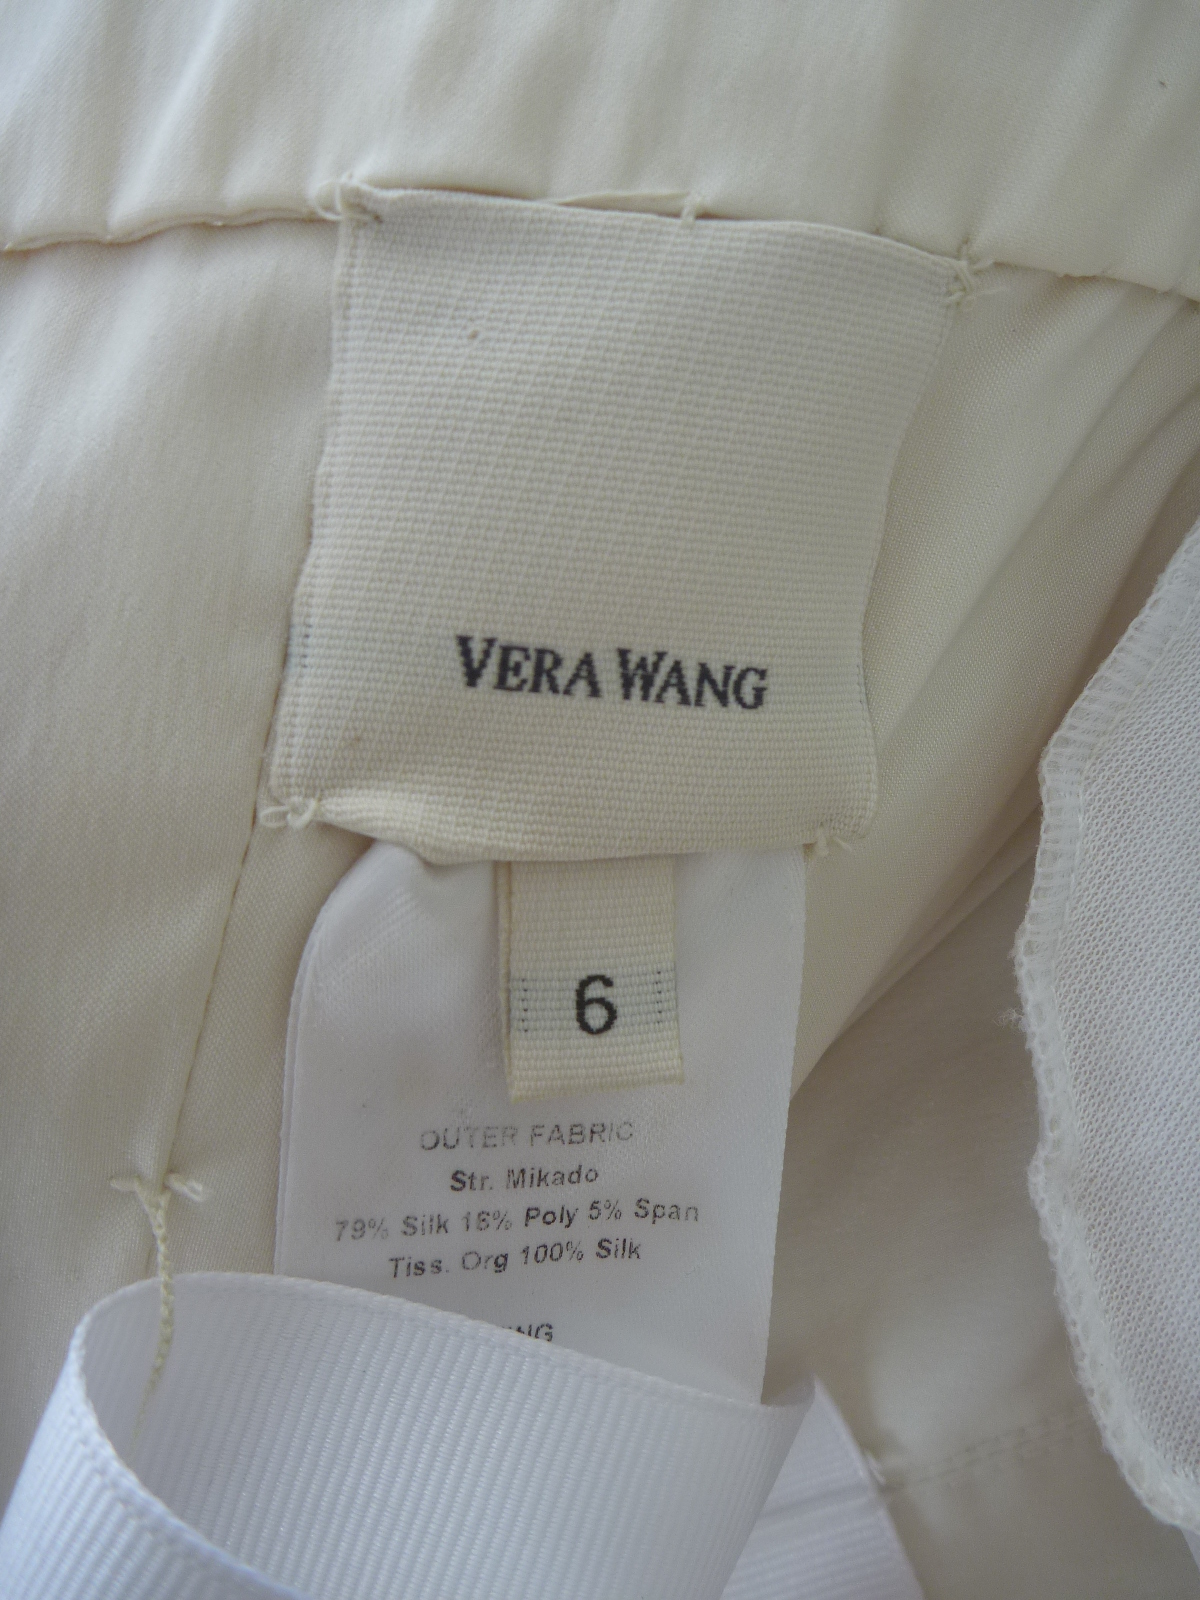 VERA WANG
6
OUTER FABRIC
Str. Mikado
79% Silk 16% Poly 5% Span
Tiss. Org 100% Silk